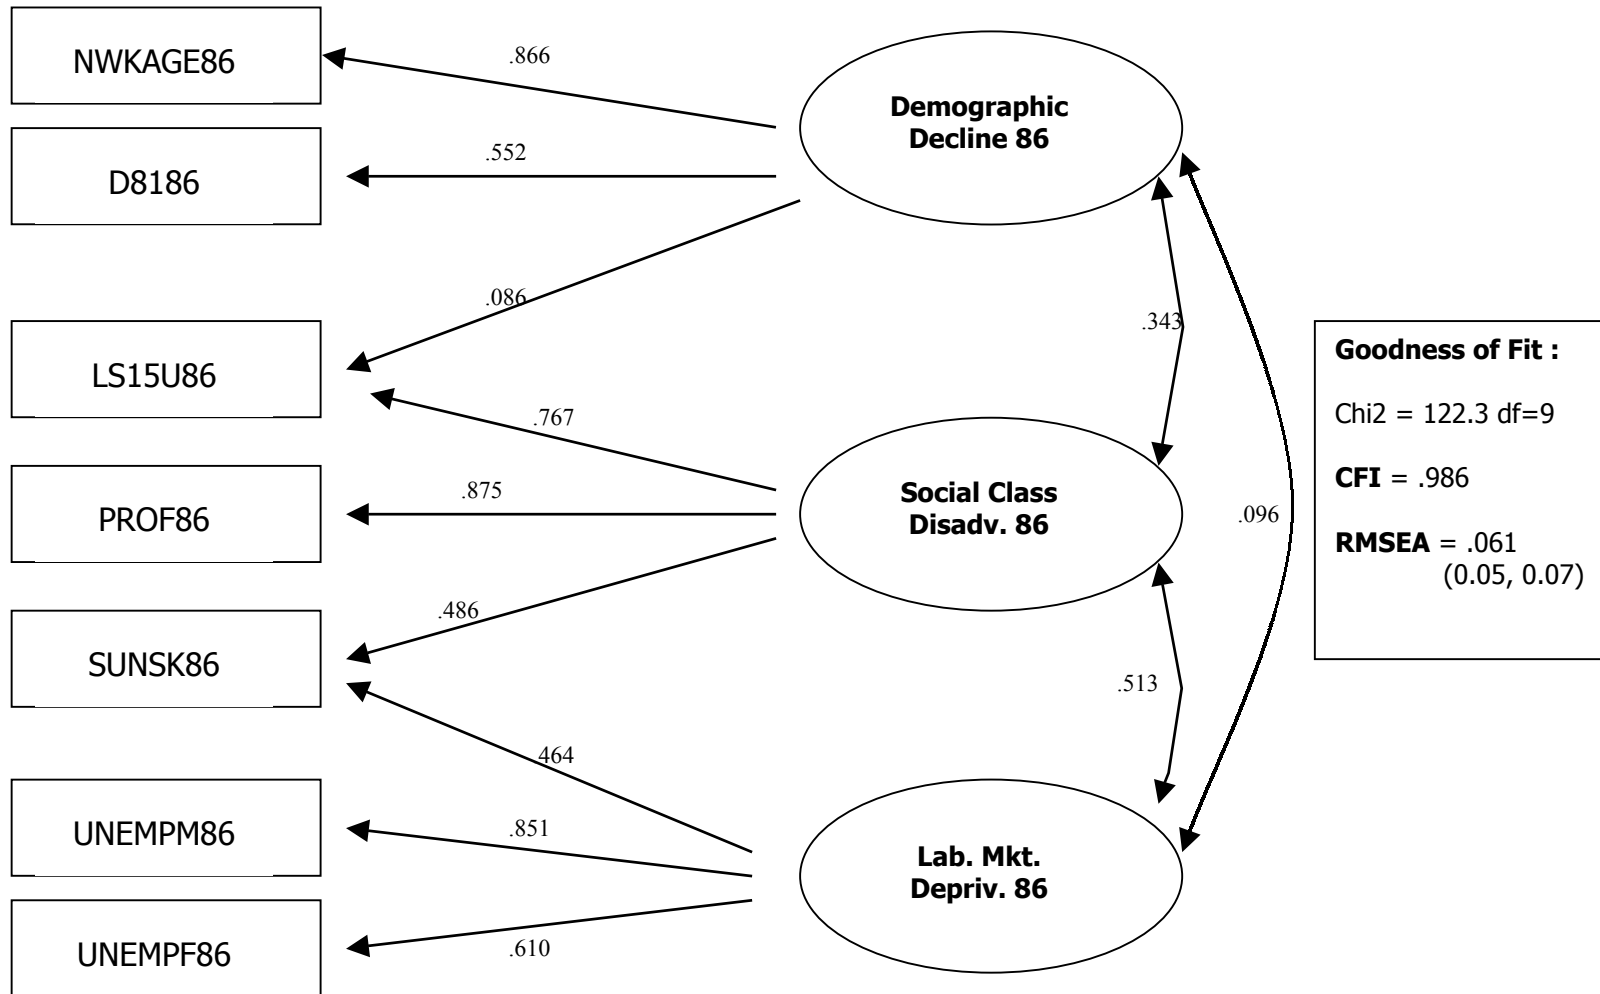 NWKAGE86
D8186
LS15U86
PROF86
SUNSK86
UNEMPM86
UNEMPF86
.866
.552
.086
.767
.875
.486
464
.851
.610
Demographic
Decline 86
Social Class
Disadv. 86
Lab. Mkt.
Depriv. 86
.343
.513
.096
Goodness of Fit :
Chi2 = 122.3 df=9
CFI = .986
RMSEA = .061
(0.05, 0.07)